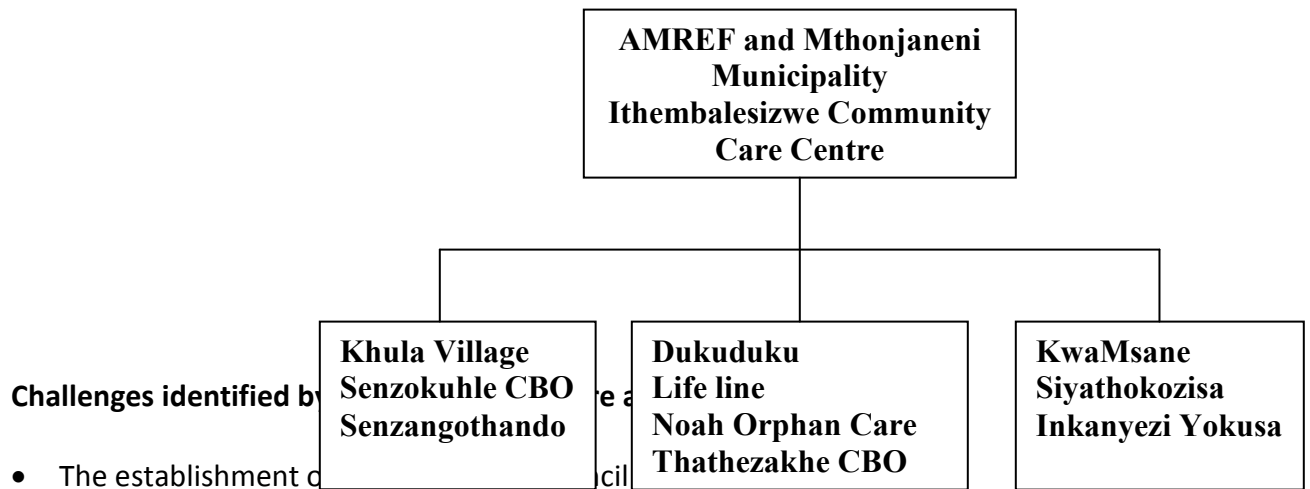 AMREF and Mthonjaneni
Municipality
Ithembalesizwe Community
Care Centre
Khula Village
Senzokuhle CBO
Senzangothando
Dukuduku
Life line
Noah Orphan Care
Thathezakhe CBO
KwaMsane
Siyathokozisa
Inkanyezi Yokusa
Challenges identified by
• The establishment